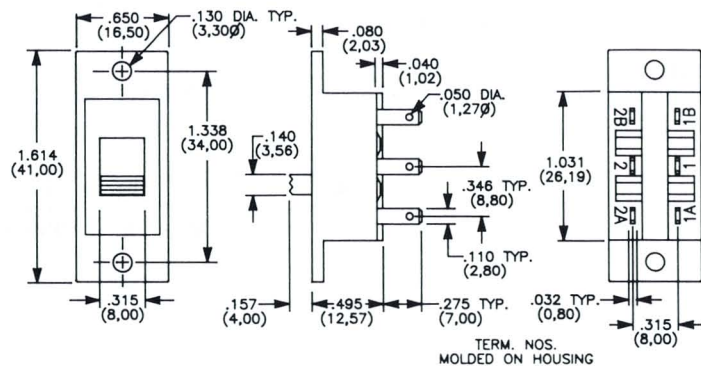 .650
(16,50)
.130 DIA. TYP.
(3,30Ø)
1.614
(41,00)
1.338
(34,00)
.315
(8,00)
.080
(2,03)
.040
(1,02)
.050 DIA.
(1,27Ø)
.140
(3,56)
.346 TYP.
(8,80)
.110 TYP.
(2,80)
.157
(4,00)
.495
(12,57)
.275 TYP.
(7,00)
1.031
(26,19)
2B
1B
2
1
2A
1A
.032 TYP.
(0,80)
.315
(8,00)
TERM. NOS.
MOLDED ON HOUSING